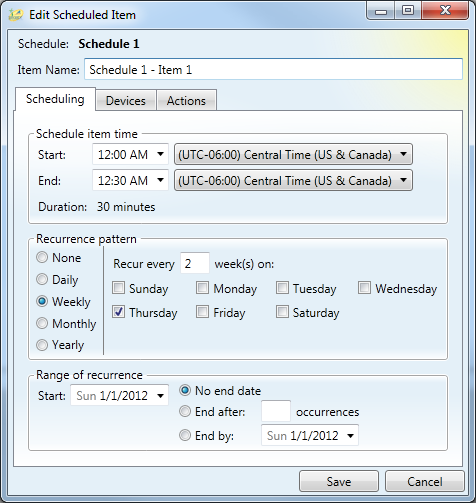 Edit Scheduled Item
Schedule: Schedule 1
Item Name: Schedule 1 - Item 1
Scheduling Devices Actions
Schedule item time
Start: 12:00 AM (UTC-06:00) Central Time (US & Canada)
End: 12:30 AM (UTC-06:00) Central Time (US & Canada)
Duration: 30 minutes
Recurrence pattern
None
Daily
Weekly
Monthly
Yearly
Recur every 2 week(s) on:
Sunday Monday Tuesday Wednesday
Thursday Friday Saturday
Range of recurrence
Start: Sun 1/1/2012
No end date
End after: occurrences
End by: Sun 1/1/2012
Save Cancel